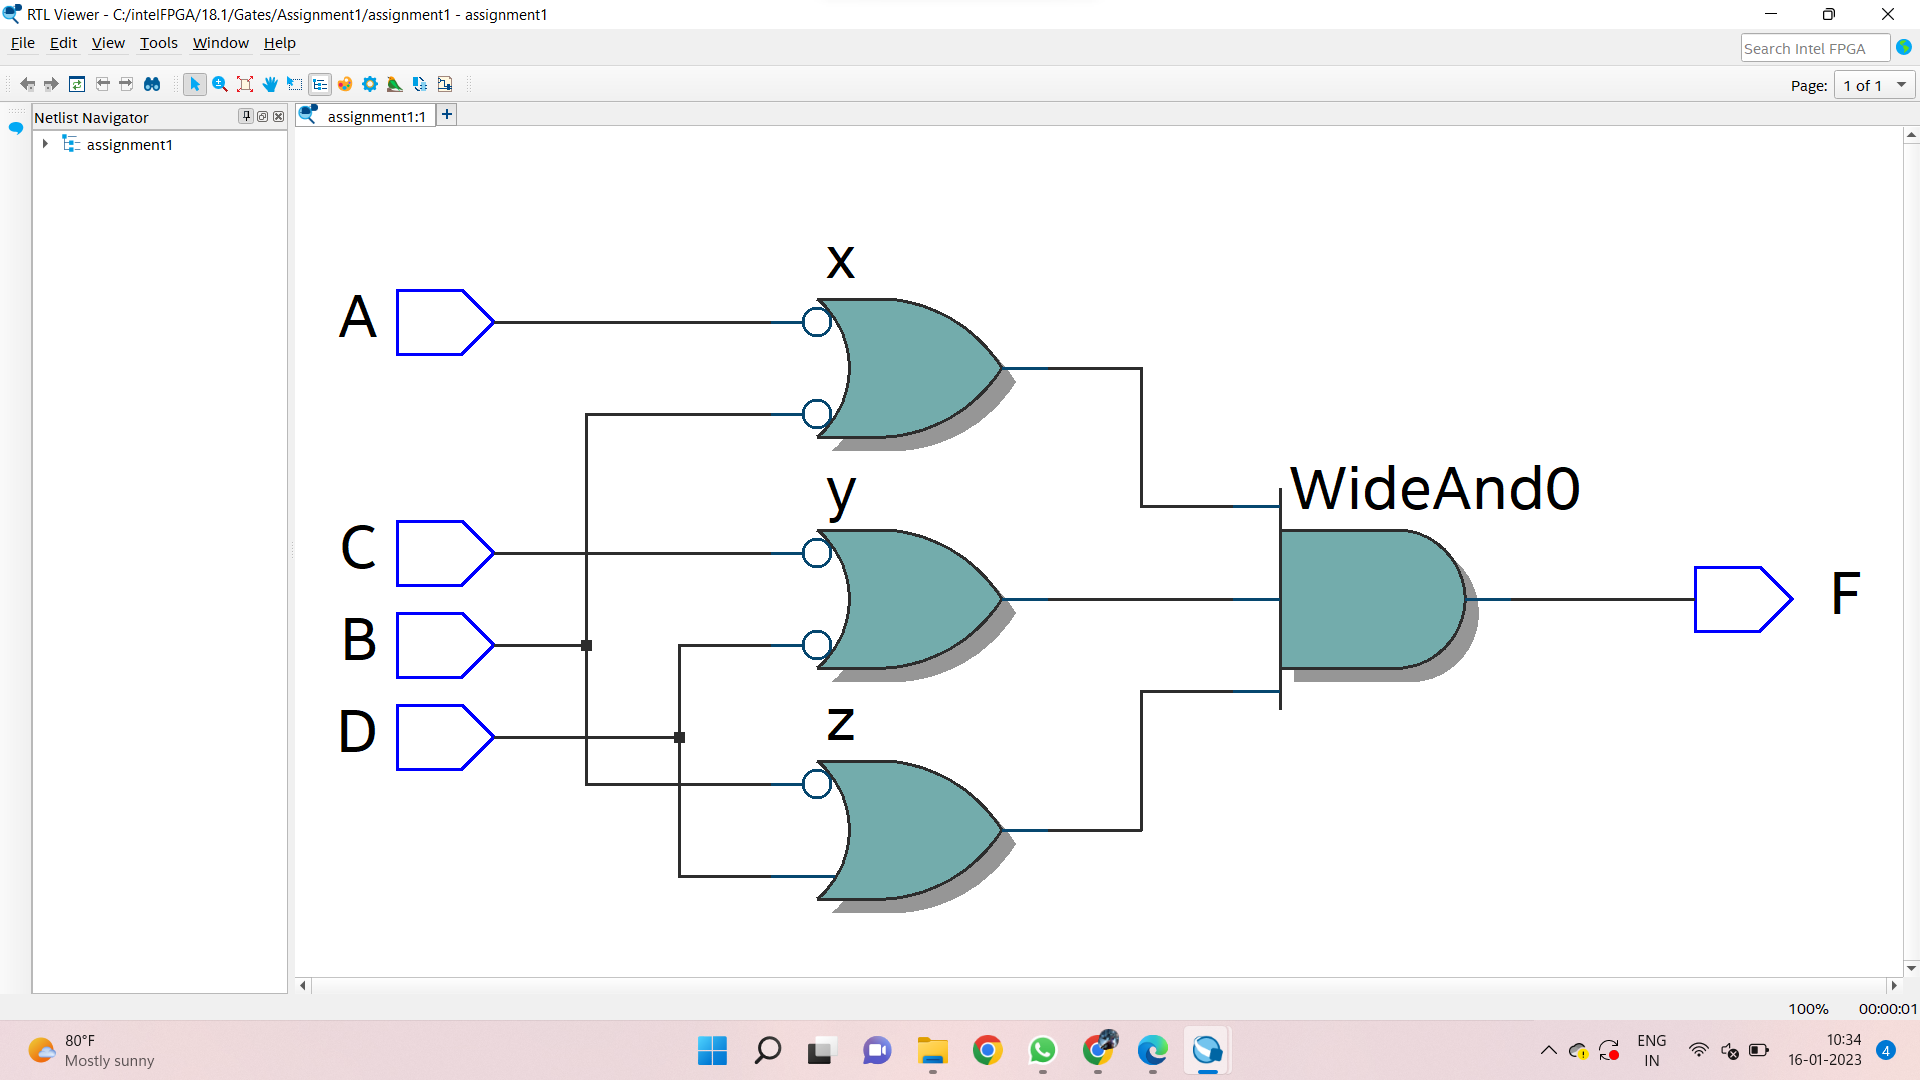 RTL Viewer - C:/intelFPGA/18.1/Gates/Assignment1/assignment1 - assignment1
File Edit View Tools Window Help
Search Intel FPGA
Page: 1 of 1
Netlist Navigator
assignment1:1 +
assignment1
x
A
y
WideAnd0
C
F
B
z
D
100% 00:00:01
80°F
Mostly sunny
ENG
IN
10:34
16-01-2023
4